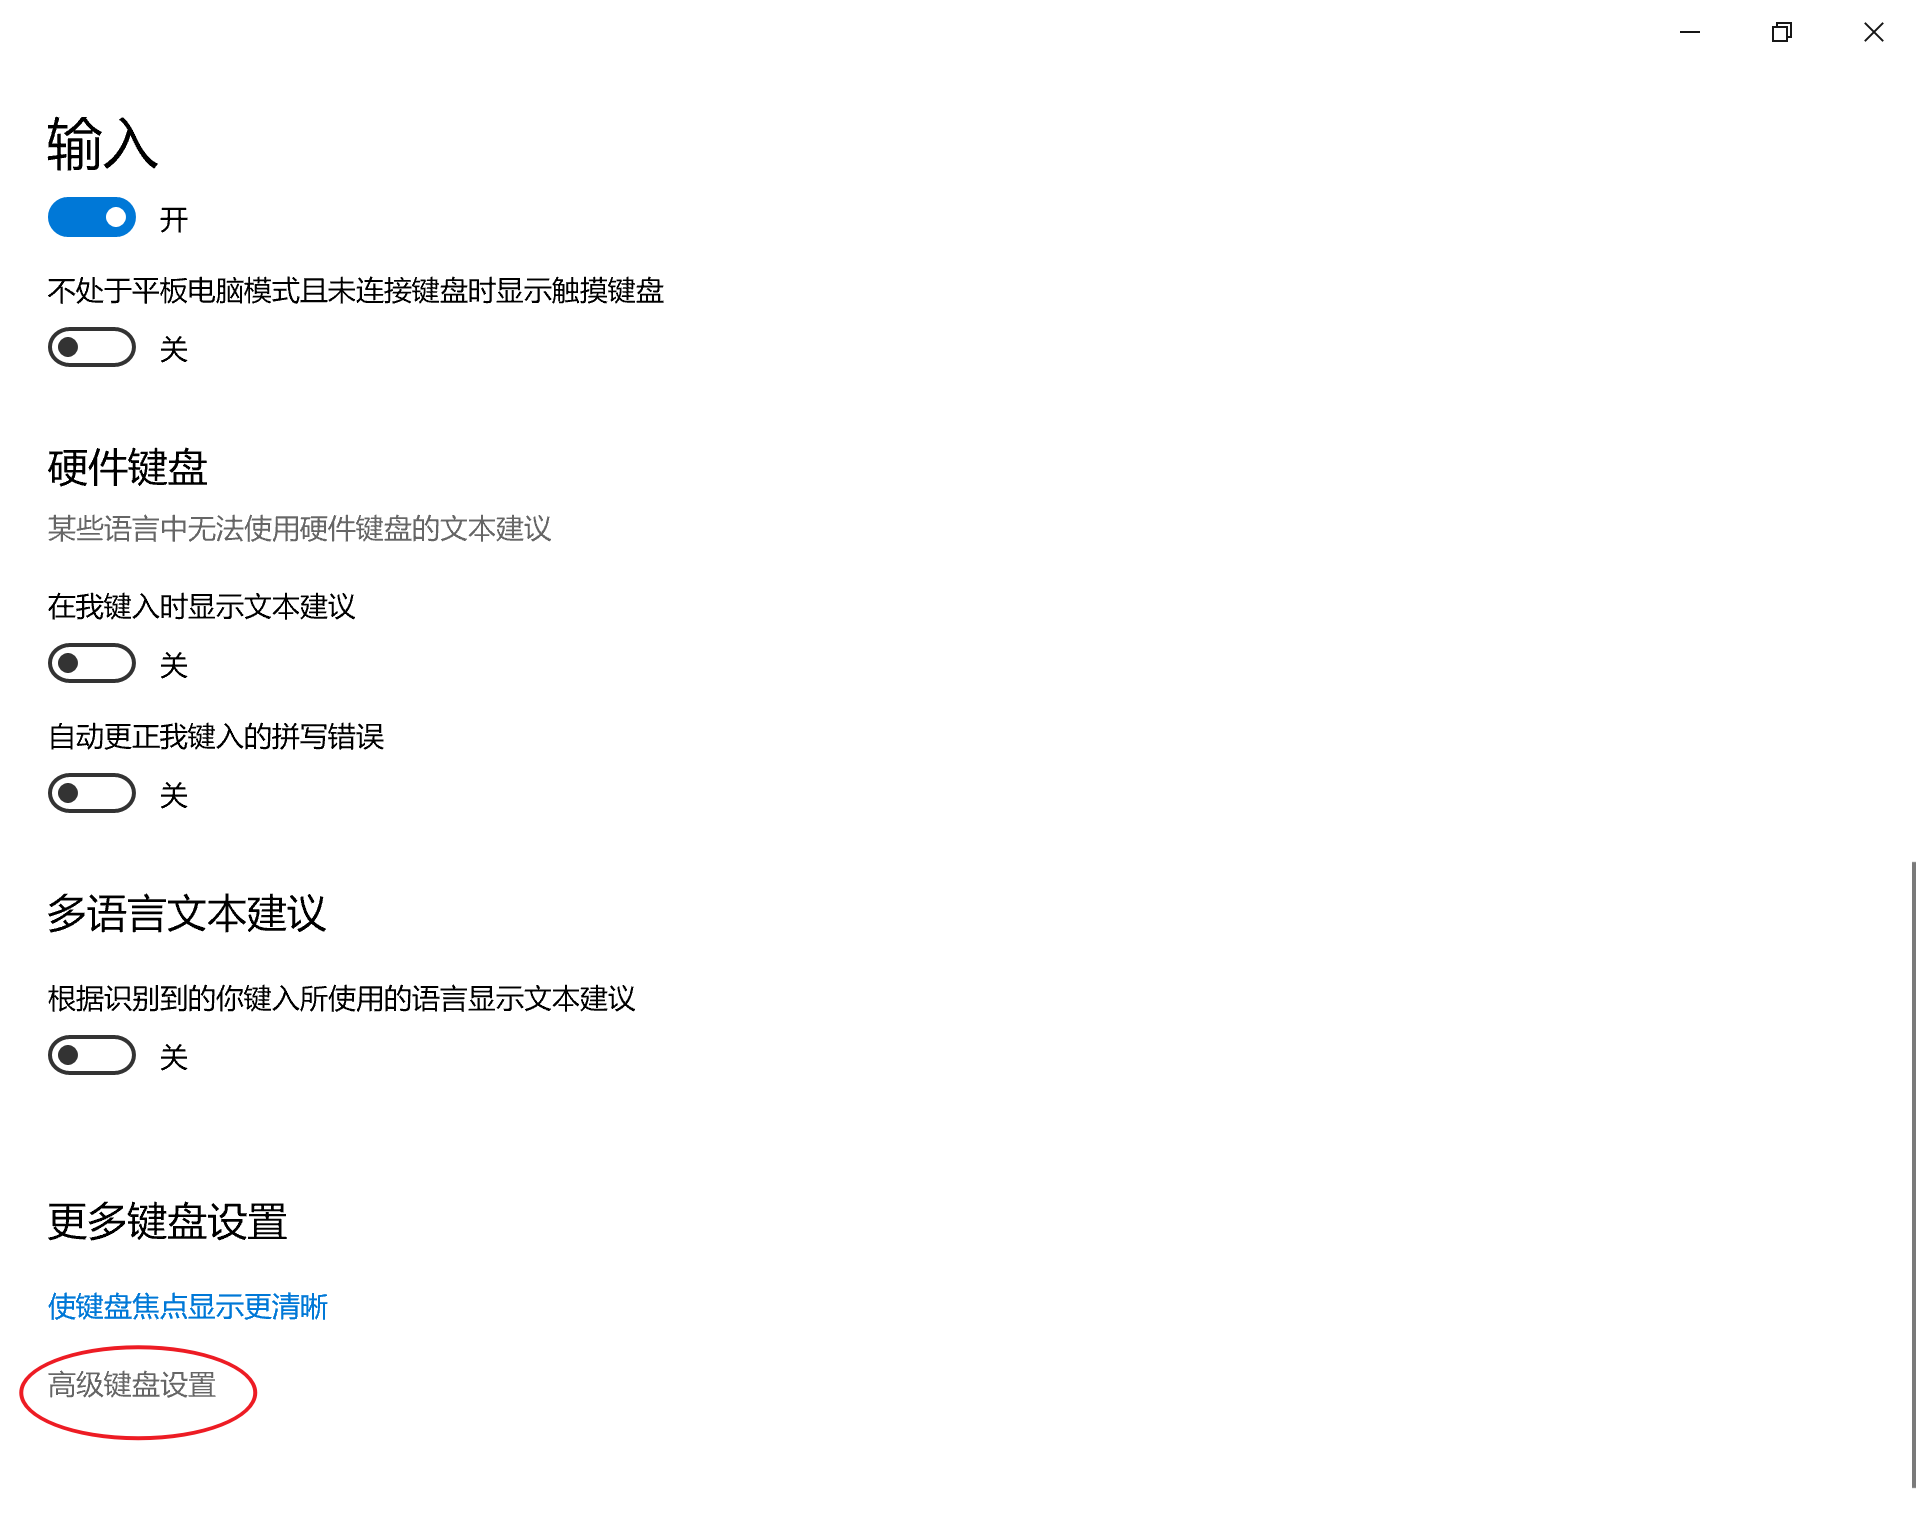 输入
开
不处于平板电脑模式且未连接键盘时显示触摸键盘
关
硬件键盘
某些语言中无法使用硬件键盘的文本建议
在我键入时显示文本建议
关
自动更正我键入的拼写错误
关
多语言文本建议
根据识别到的你键入所使用的语言显示文本建议
关
更多键盘设置
使键盘焦点显示更清晰
高级键盘设置